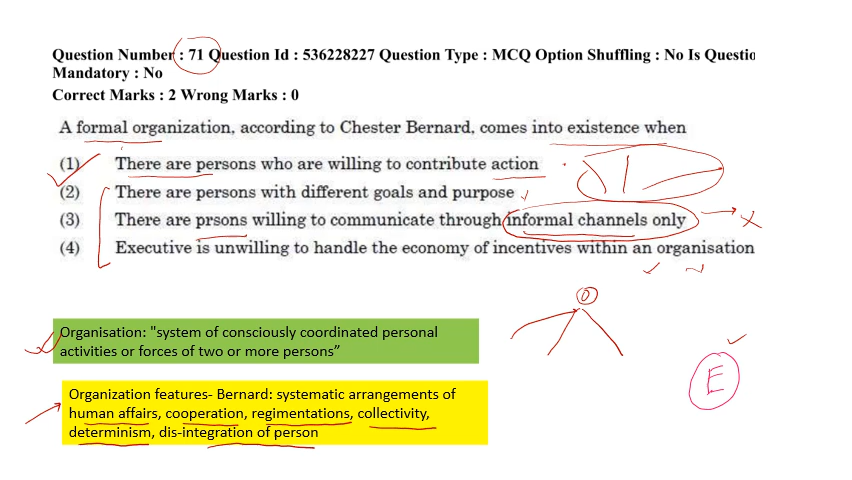 Question Number : 71 Question Id : 536228227 Question Type : MCQ Option Shuffling : No Is Questio
Mandatory : No
Correct Marks : 2 Wrong Marks : 0
A formal organization, according to Chester Bernard, comes into existence when
(1) There are persons who are willing to contribute action
(2) There are persons with different goals and purpose
(3) There are prsons willing to communicate through informal channels only
(4) Executive is unwilling to handle the economy of incentives within an organisation
Organisation: "system of consciously coordinated personal
activities or forces of two or more persons”
E
Organization features- Bernard: systematic arrangements of
human affairs, cooperation, regimentations, collectivity,
determinism, dis-integration of person